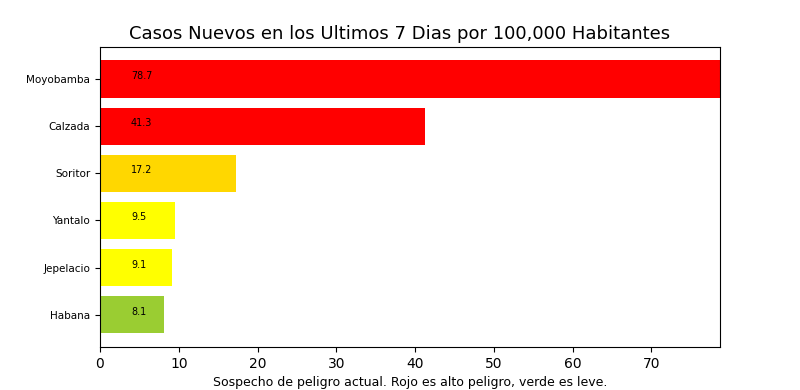 Casos Nuevos en los Ultimos 7 Dias por 100,000 Habitantes
Moyobamba 78.7
Calzada 41.3
Soritor 17.2
Yantalo 9.5
Jepelacio 9.1
Habana 8.1
0 10 20 30 40 50 60 70
Sospecho de peligro actual. Rojo es alto peligro, verde es leve.